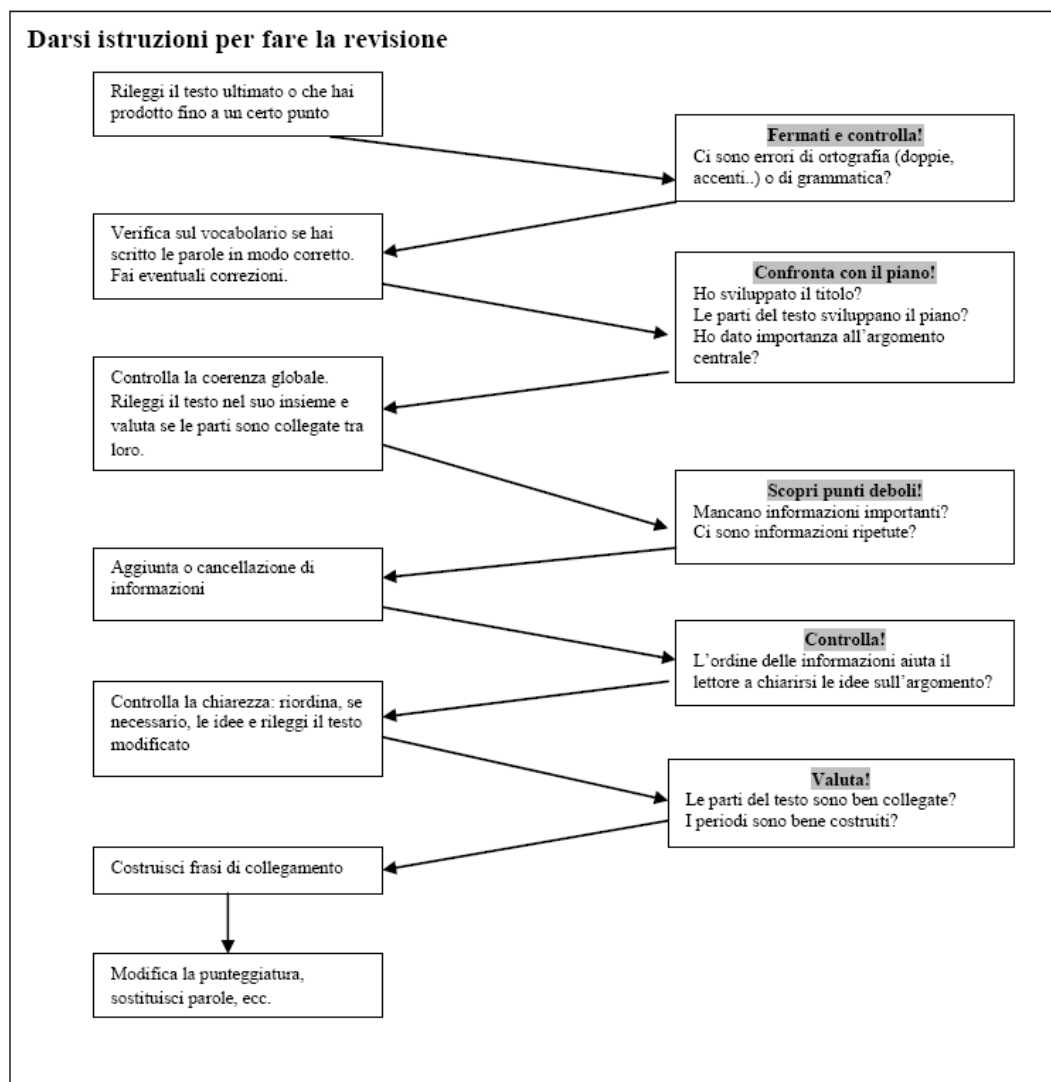 Darsi istruzioni per fare la revisione
Rileggi il testo ultimato o che hai
prodotto fino a un certo punto
Fermati e controlla!
Ci sono errori di ortografia (doppie,
accenti..) o di grammatica?
Verifica sul vocabolario se hai
scritto le parole in modo corretto.
Fai eventuali correzioni.
Confronta con il piano!
Ho sviluppato il titolo?
Le parti del testo sviluppano il piano?
Ho dato importanza all'argomento
centrale?
Controlla la coerenza globale.
Rileggi il testo nel suo insieme e
valuta se le parti sono collegate tra
loro.
Scopri punti deboli!
Mancano informazioni importanti?
Ci sono informazioni ripetute?
Aggiunta o cancellazione di
informazioni
Controlla!
L'ordine delle informazioni aiuta il
lettore a chiarirsi le idee sull'argomento?
Controlla la chiarezza: riordina, se
necessario, le idee e rileggi il testo
modificato
Valuta!
Le parti del testo sono ben collegate?
I periodi sono bene costruiti?
Costruisci frasi di collegamento
Modifica la punteggiatura,
sostituisci parole, ecc.